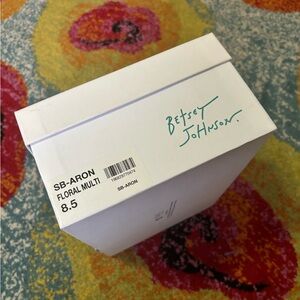 BETSEY
JOHNSON.
SB-ARON
FLORAL MULTI
8.5
SB-ARON